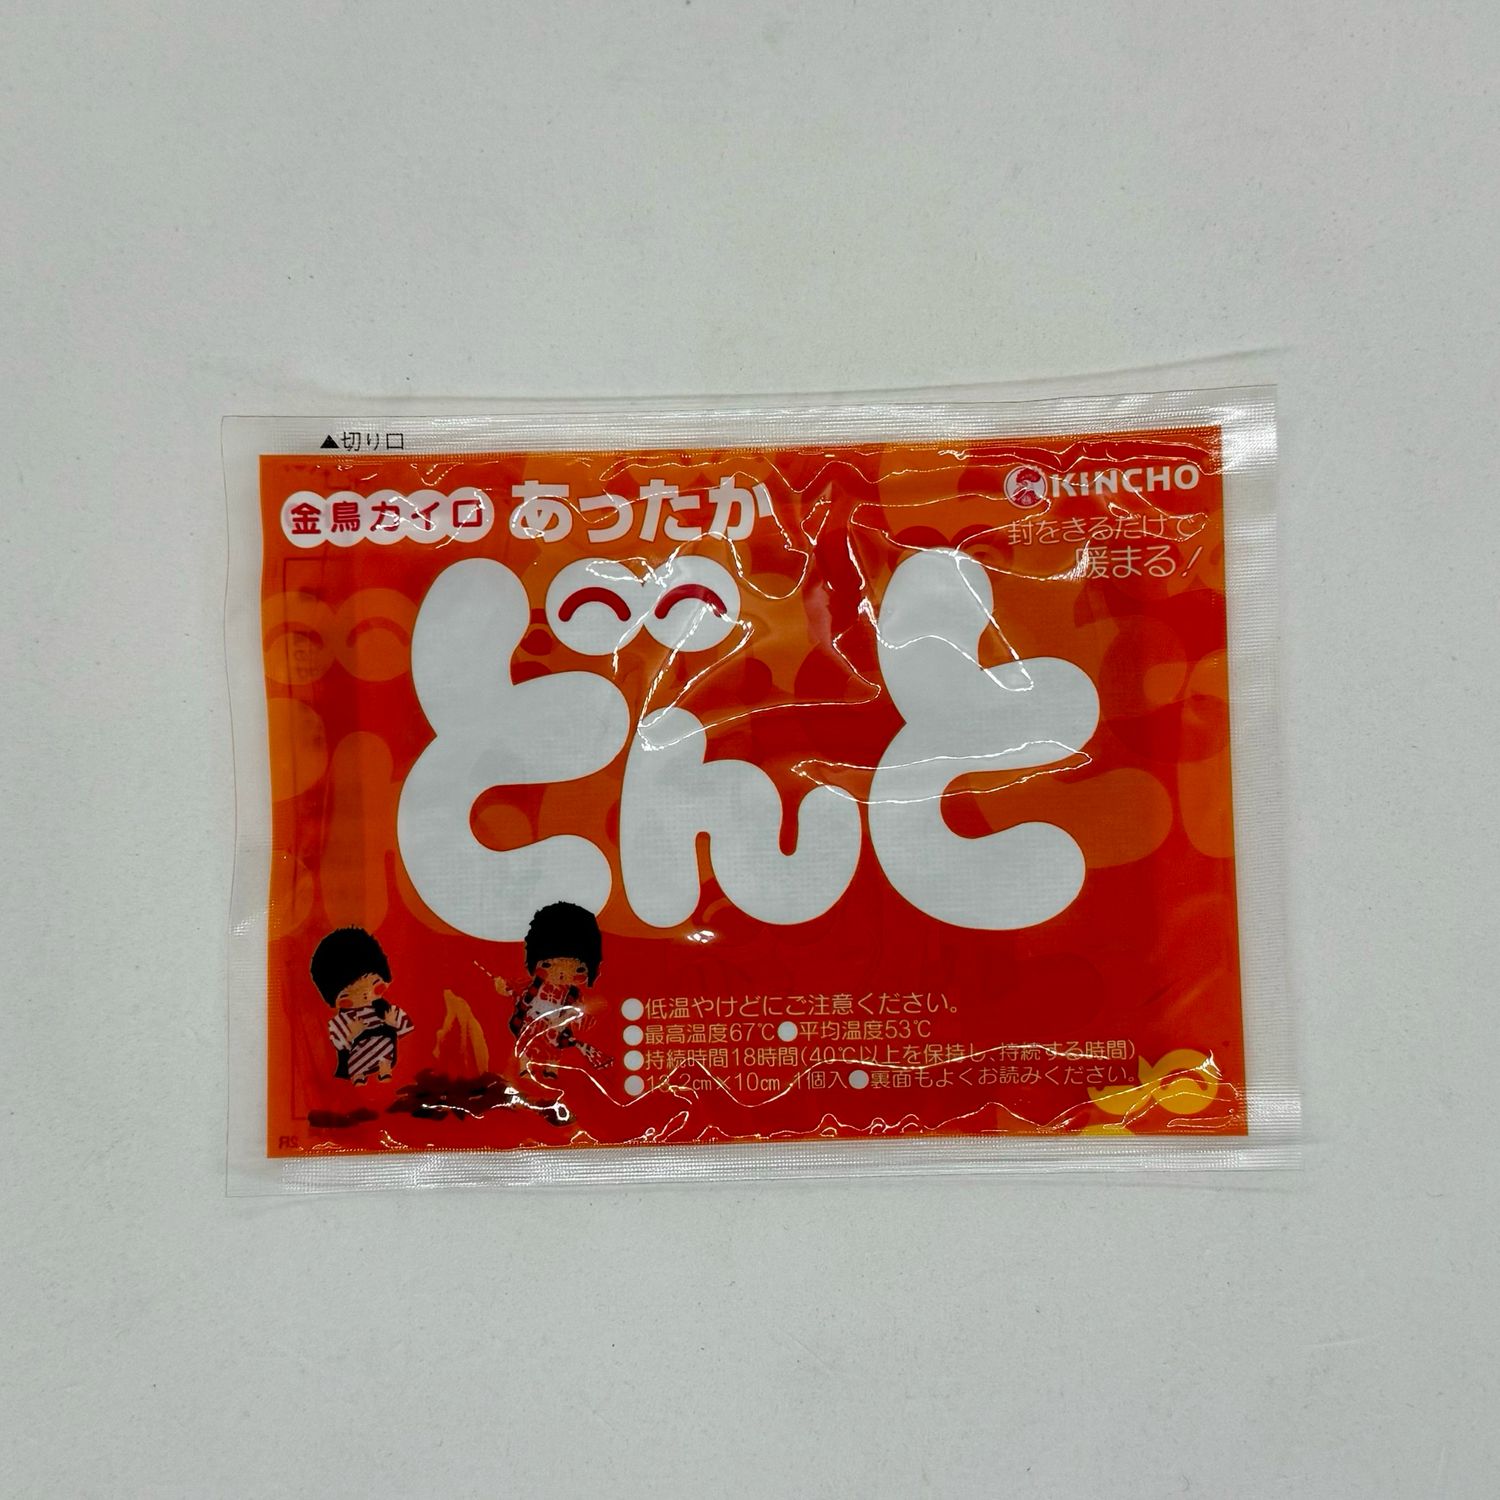 ▲切り口
金鳥カイロ あったか
KINCHO
封をきるだけで
暖まる!
どんと
●低温やけどにご注意ください。
●最高温度67℃●平均温度53℃
●持続時間18時間(40℃以上を保持し、持続する時間)
●13.2cm×10cm 1個入●裏面もよくお読みください。